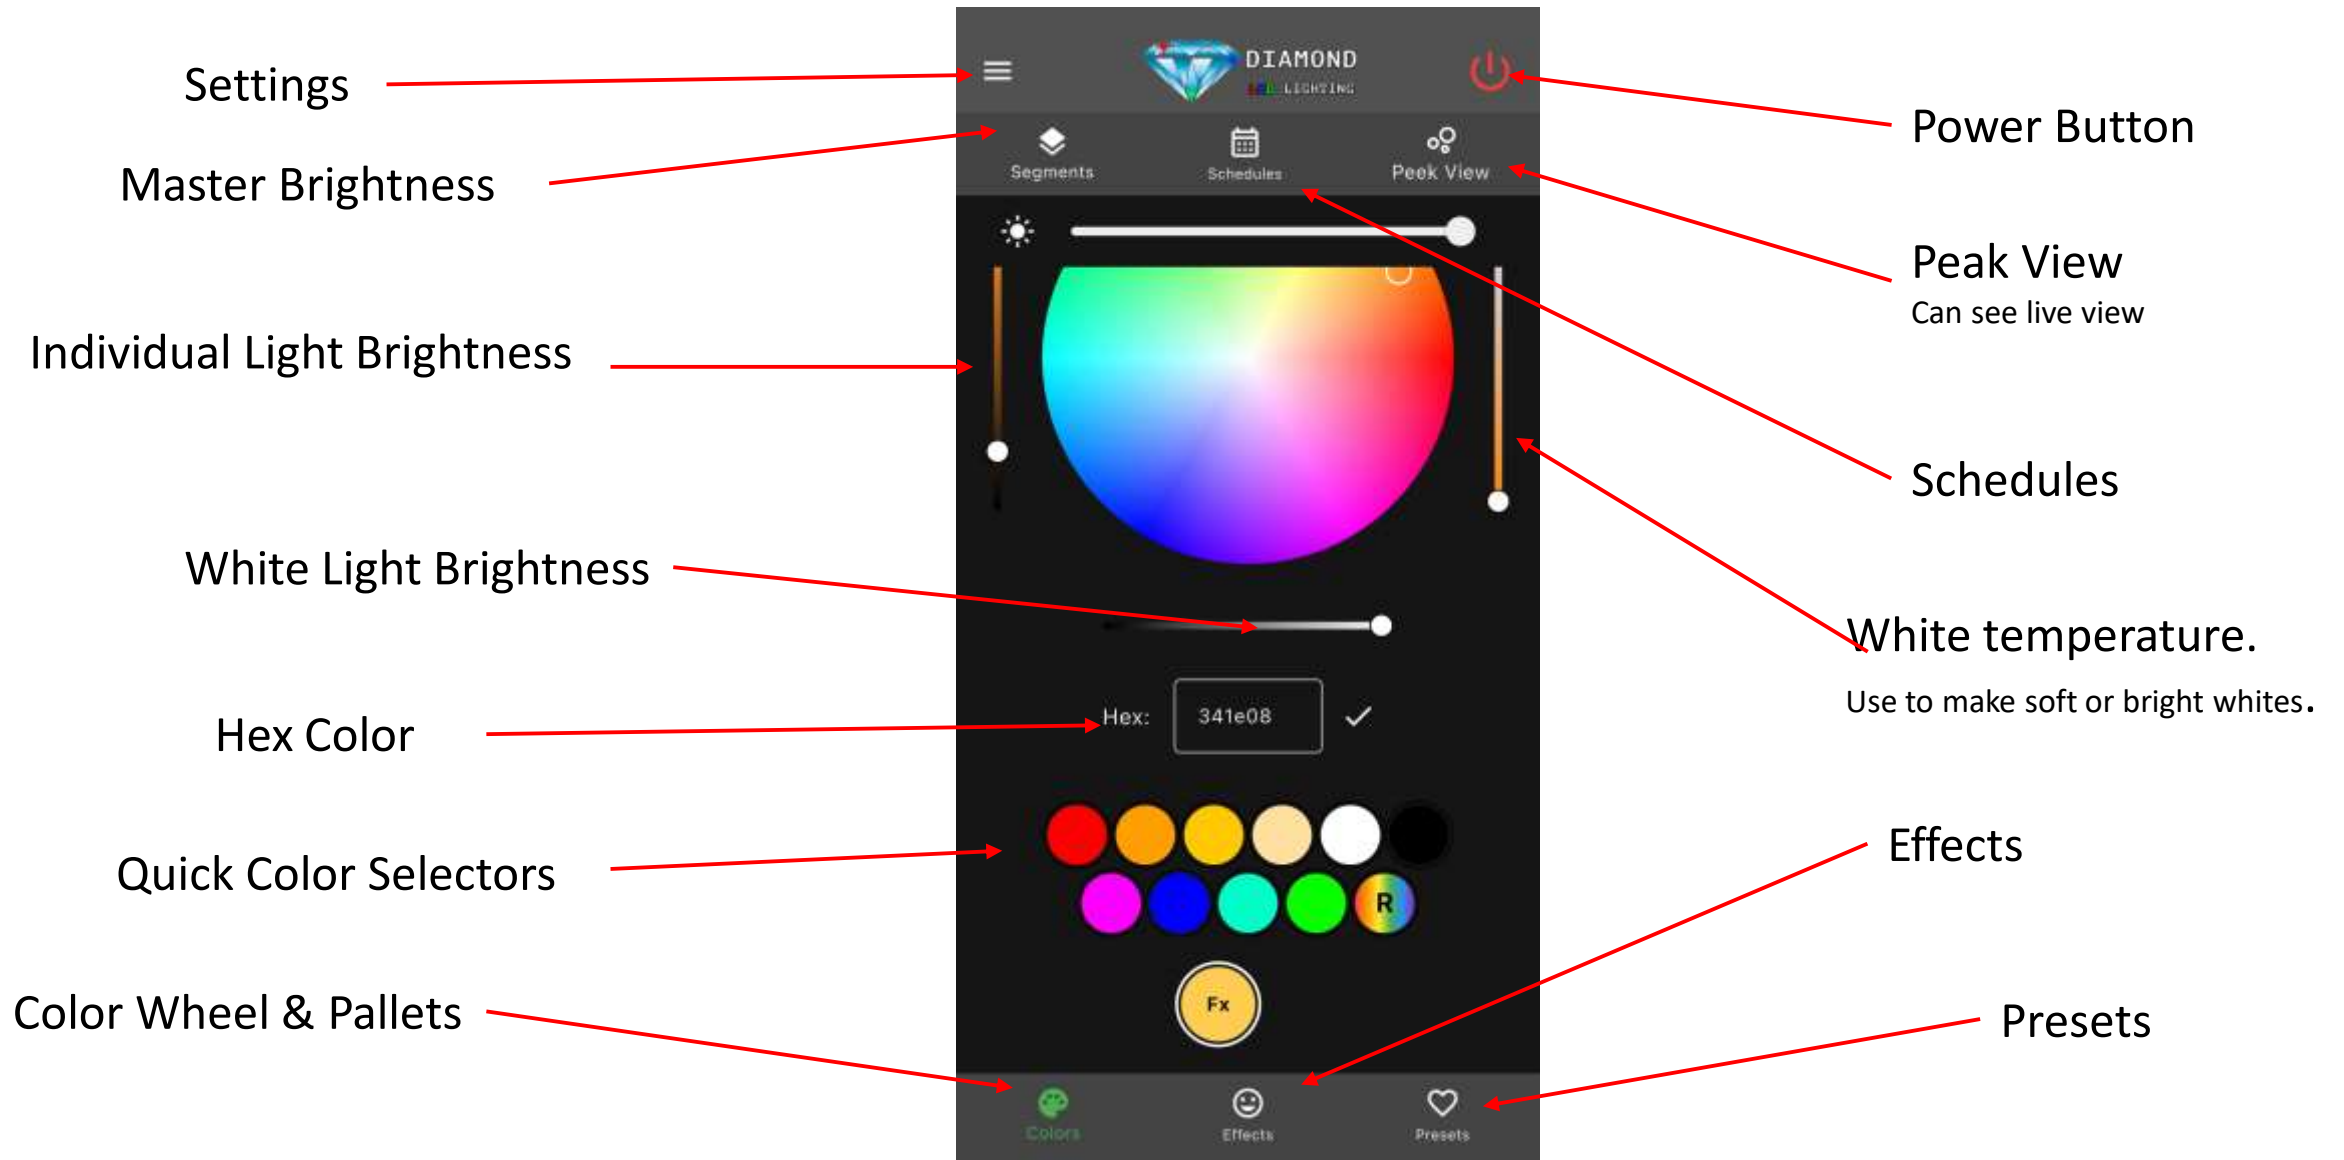 Settings
Master Brightness
Individual Light Brightness
White Light Brightness
Hex Color
Quick Color Selectors
Color Wheel & Pallets
DIAMOND
LED LIGHTING
Segments
Schedules
Peek View
Hex:
341e08
R
Fx
Colors
Effects
Presets
Power Button
Peak View
Can see live view
Schedules
White temperature.
Use to make soft or bright whites.
Effects
Presets